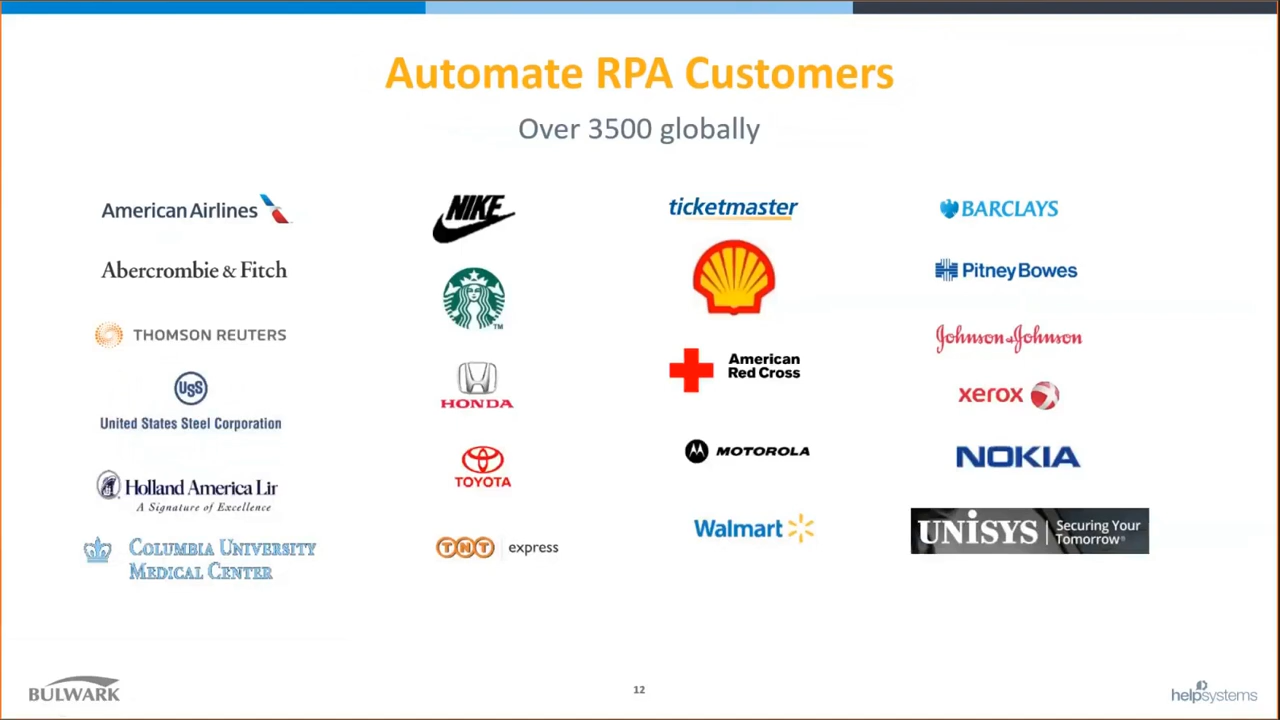 Automate RPA Customers
Over 3500 globally
American Airlines
Abercrombie & Fitch
THOMSON REUTERS
USS
United States Steel Corporation
Holland America Lin
A Signature of Excellence
COLUMBIA UNIVERSITY
MEDICAL CENTER
NIKE
TM
HONDA
TOYOTA
TNT express
ticketmaster
American
Red Cross
MOTOROLA
Walmart
BARCLAYS
Pitney Bowes
Johnson & Johnson
xerox
NOKIA
UNISYS | Securing Your
Tomorrow®
BULWARK
12
helpsystems